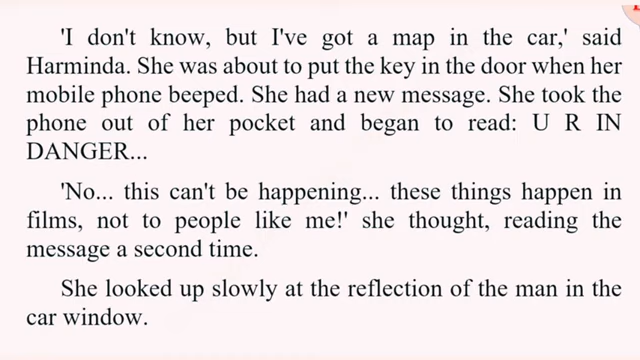 'I don't know, but I've got a map in the car,' said
Harminda. She was about to put the key in the door when her
mobile phone beeped. She had a new message. She took the
phone out of her pocket and began to read: U R IN
DANGER...
'No... this can't be happening... these things happen in
films, not to people like me!' she thought, reading the
message a second time.
She looked up slowly at the reflection of the man in the
car window.